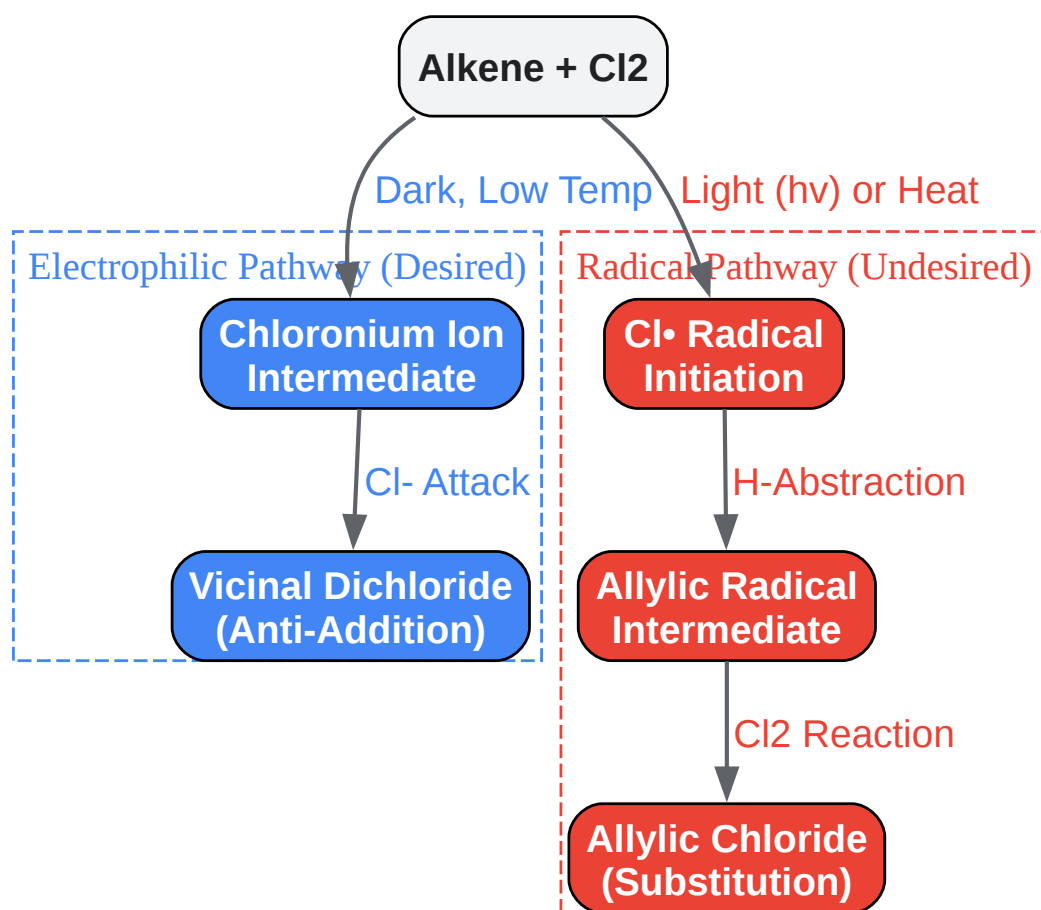 Alkene + Cl2
Dark, Low Temp
Light (hv) or Heat
Electrophilic Pathway (Desired)
Radical Pathway (Undesired)
Chloronium Ion
Intermediate
Cl• Radical
Initiation
Cl- Attack
H-Abstraction
Vicinal Dichloride
(Anti-Addition)
Allylic Radical
Intermediate
Cl2 Reaction
Allylic Chloride
(Substitution)